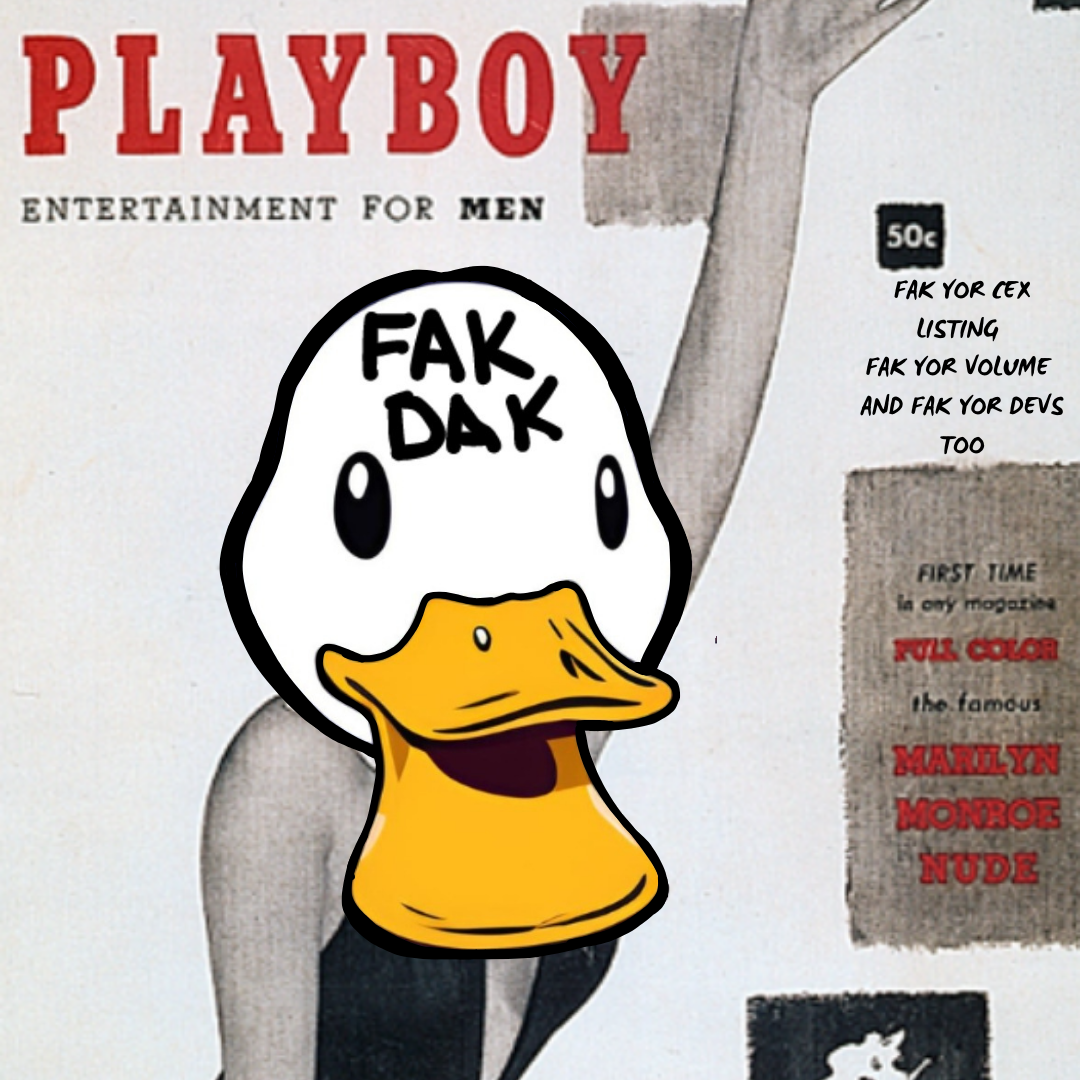 PLAYBOY
ENTERTAINMENT FOR MEN
50c
FAK YOR CEX
LISTING
FAK YOR VOLUME
AND FAK YOR DEVS
TOO
FAK
DAK
FIRST TIME
in any magazine
FULL COLOR
the famous
MARILYN
MONROE
NUDE